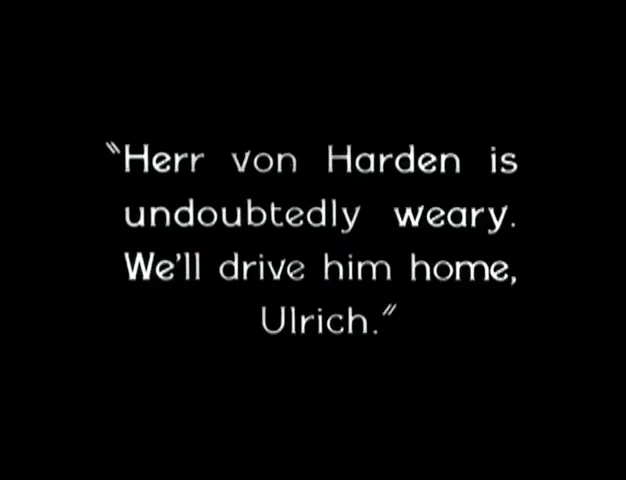 "Herr von Harden is
undoubtedly weary.
We'll drive him home,
Ulrich."